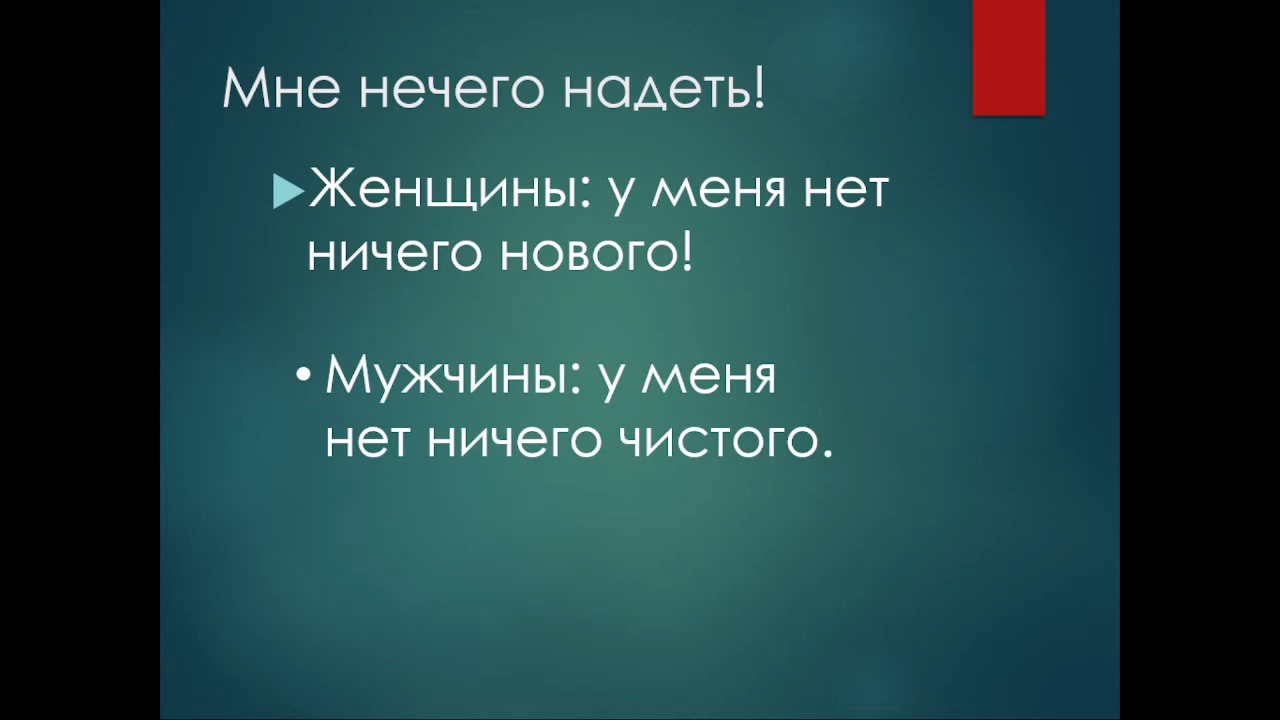 Мне нечего надеть!
Женщины: у меня нет
ничего нового!
• Мужчины: у меня
нет ничего чистого.